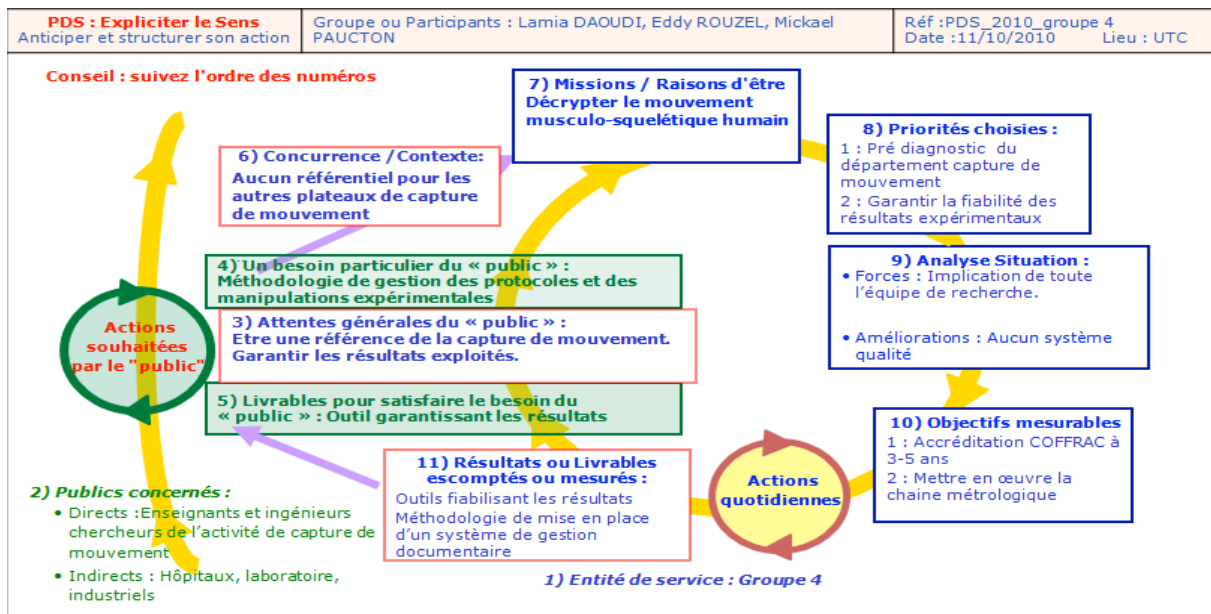 PDS : Expliciter le Sens
Anticiper et structurer son action
Groupe ou Participants : Lamia DAOUDI, Eddy ROUZEL, Mickael
PAUCTON
Réf :PDS_2010_groupe 4
Date :11/10/2010 Lieu : UTC
Conseil : suivez l'ordre des numéros
7) Missions / Raisons d'être
Décrypter le mouvement
musculo-squelétique humain
8) Priorités choisies :
1 : Pré diagnostic du
département capture de
mouvement
2 : Garantir la fiabilité des
résultats expérimentaux
6) Concurrence /Contexte:
Aucun référentiel pour les
autres plateaux de capture
de mouvement
9) Analyse Situation :
• Forces : Implication de toute
l'équipe de recherche.
• Améliorations : Aucun système
qualité
4) Un besoin particulier du « public » :
Méthodologie de gestion des protocoles et des
manipulations expérimentales
3) Attentes générales du « public » :
Etre une référence de la capture de mouvement.
Garantir les résultats exploités.
Actions
souhaitées
par le "public"
5) Livrables pour satisfaire le besoin du
« public » : Outil garantissant les résultats
10) Objectifs mesurables
1 : Accréditation COFFRAC à
3-5 ans
2 : Mettre en œuvre la
chaine métrologique
11) Résultats ou Livrables
escomptés ou mesurés :
Outils fiabilisant les résultats
Méthodologie de mise en place
d'un système de gestion
documentaire
Actions
quotidiennes
2) Publics concernés :
• Directs :Enseignants et ingénieurs
chercheurs de l'activité de capture de
mouvement
• Indirects : Hôpitaux, laboratoire,
industriels
1) Entité de service : Groupe 4